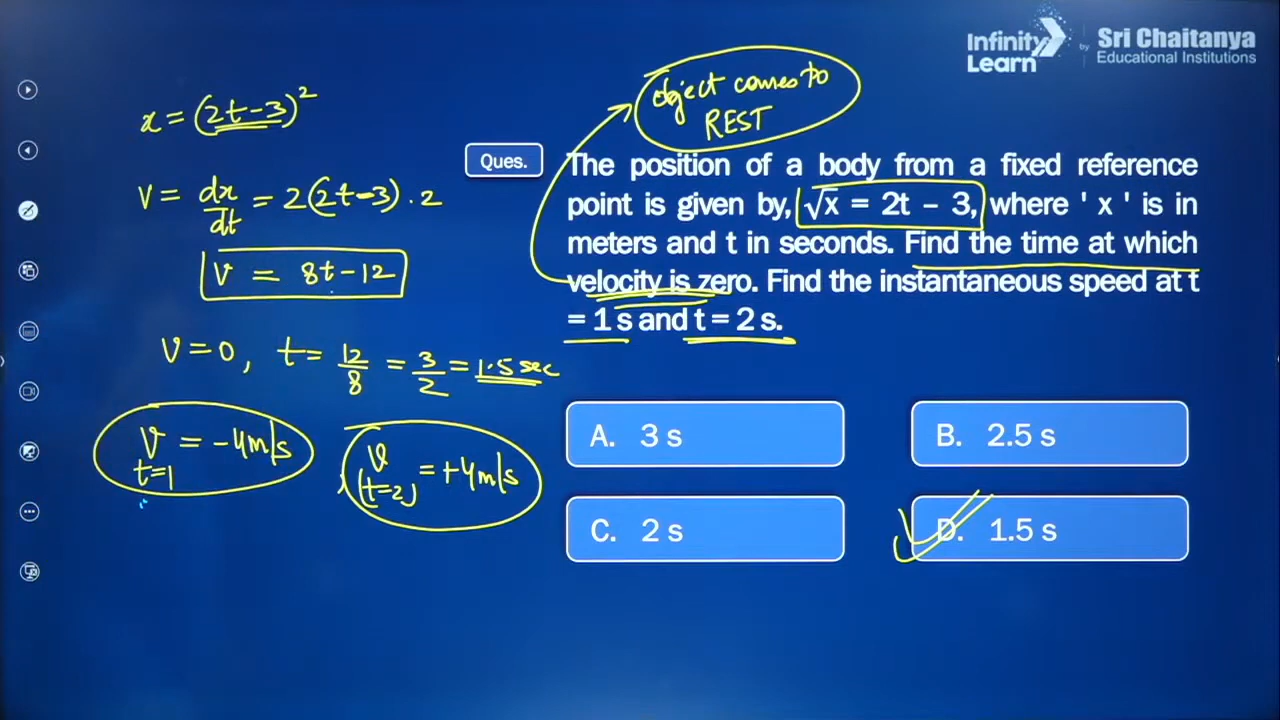 Infinity Learn
by
Sri Chaitanya
Educational Institutions
object comes to
REST
Ques.
The position of a body from a fixed reference
point is given by, √x = 2t – 3, where ' x ' is in
meters and t in seconds. Find the time at which
velocity is zero. Find the instantaneous speed at t
= 1 s and t = 2 s.
x = (2t-3)²
V = dx/dt = 2(2t-3) . 2
V = 8t-12
V=0, t = 12/8 = 3/2 = 1.5 sec
V t=1 = -4m/s
V (t=2) = +4m/s
A. 3 s
B. 2.5 s
C. 2 s
D. 1.5 s